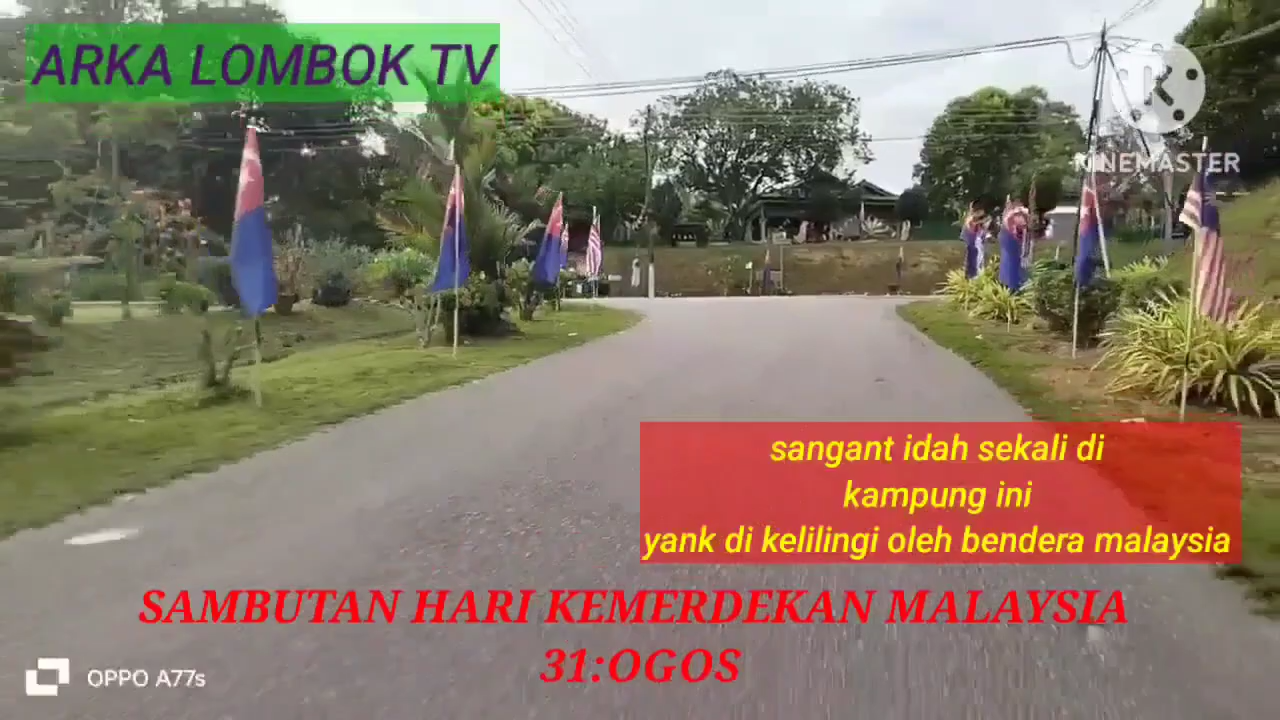 ARKA LOMBOK TV
KINEMASTER
sangant idah sekali di
kampung ini
yank di kelilingi oleh bendera malaysia
SAMBUTAN HARI KEMERDEKAN MALAYSIA
31:OGOS
OPPO A77s